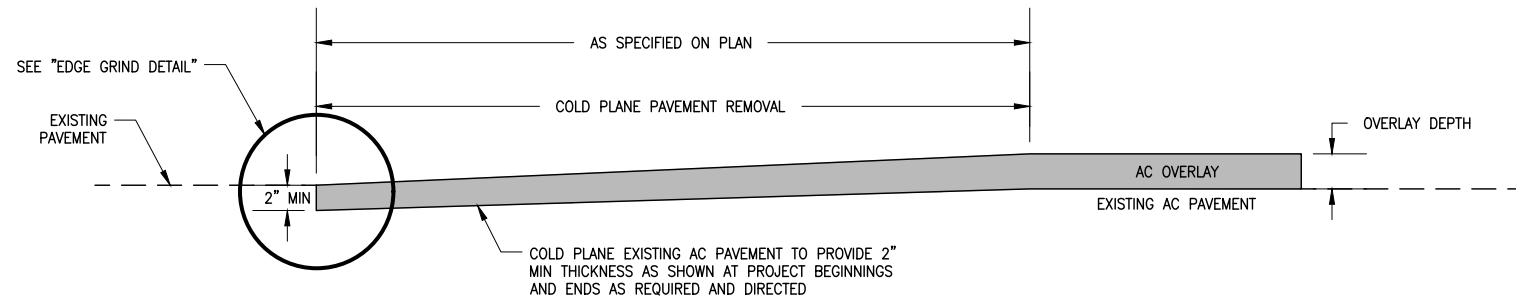 AS SPECIFIED ON PLAN
SEE "EDGE GRIND DETAIL"
COLD PLANE PAVEMENT REMOVAL
EXISTING
PAVEMENT
OVERLAY DEPTH
AC OVERLAY
2" MIN
EXISTING AC PAVEMENT
COLD PLANE EXISTING AC PAVEMENT TO PROVIDE 2"
MIN THICKNESS AS SHOWN AT PROJECT BEGINNINGS
AND ENDS AS REQUIRED AND DIRECTED